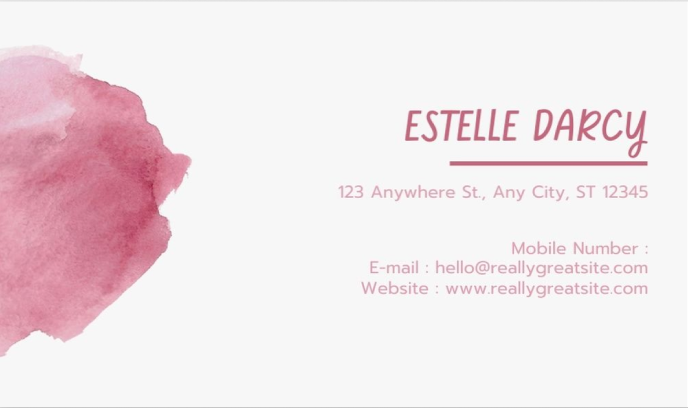 ESTELLE DARCY
123 Anywhere St., Any City, ST 12345
Mobile Number :
E-mail : hello@reallygreatsite.com
Website : www.reallygreatsite.com